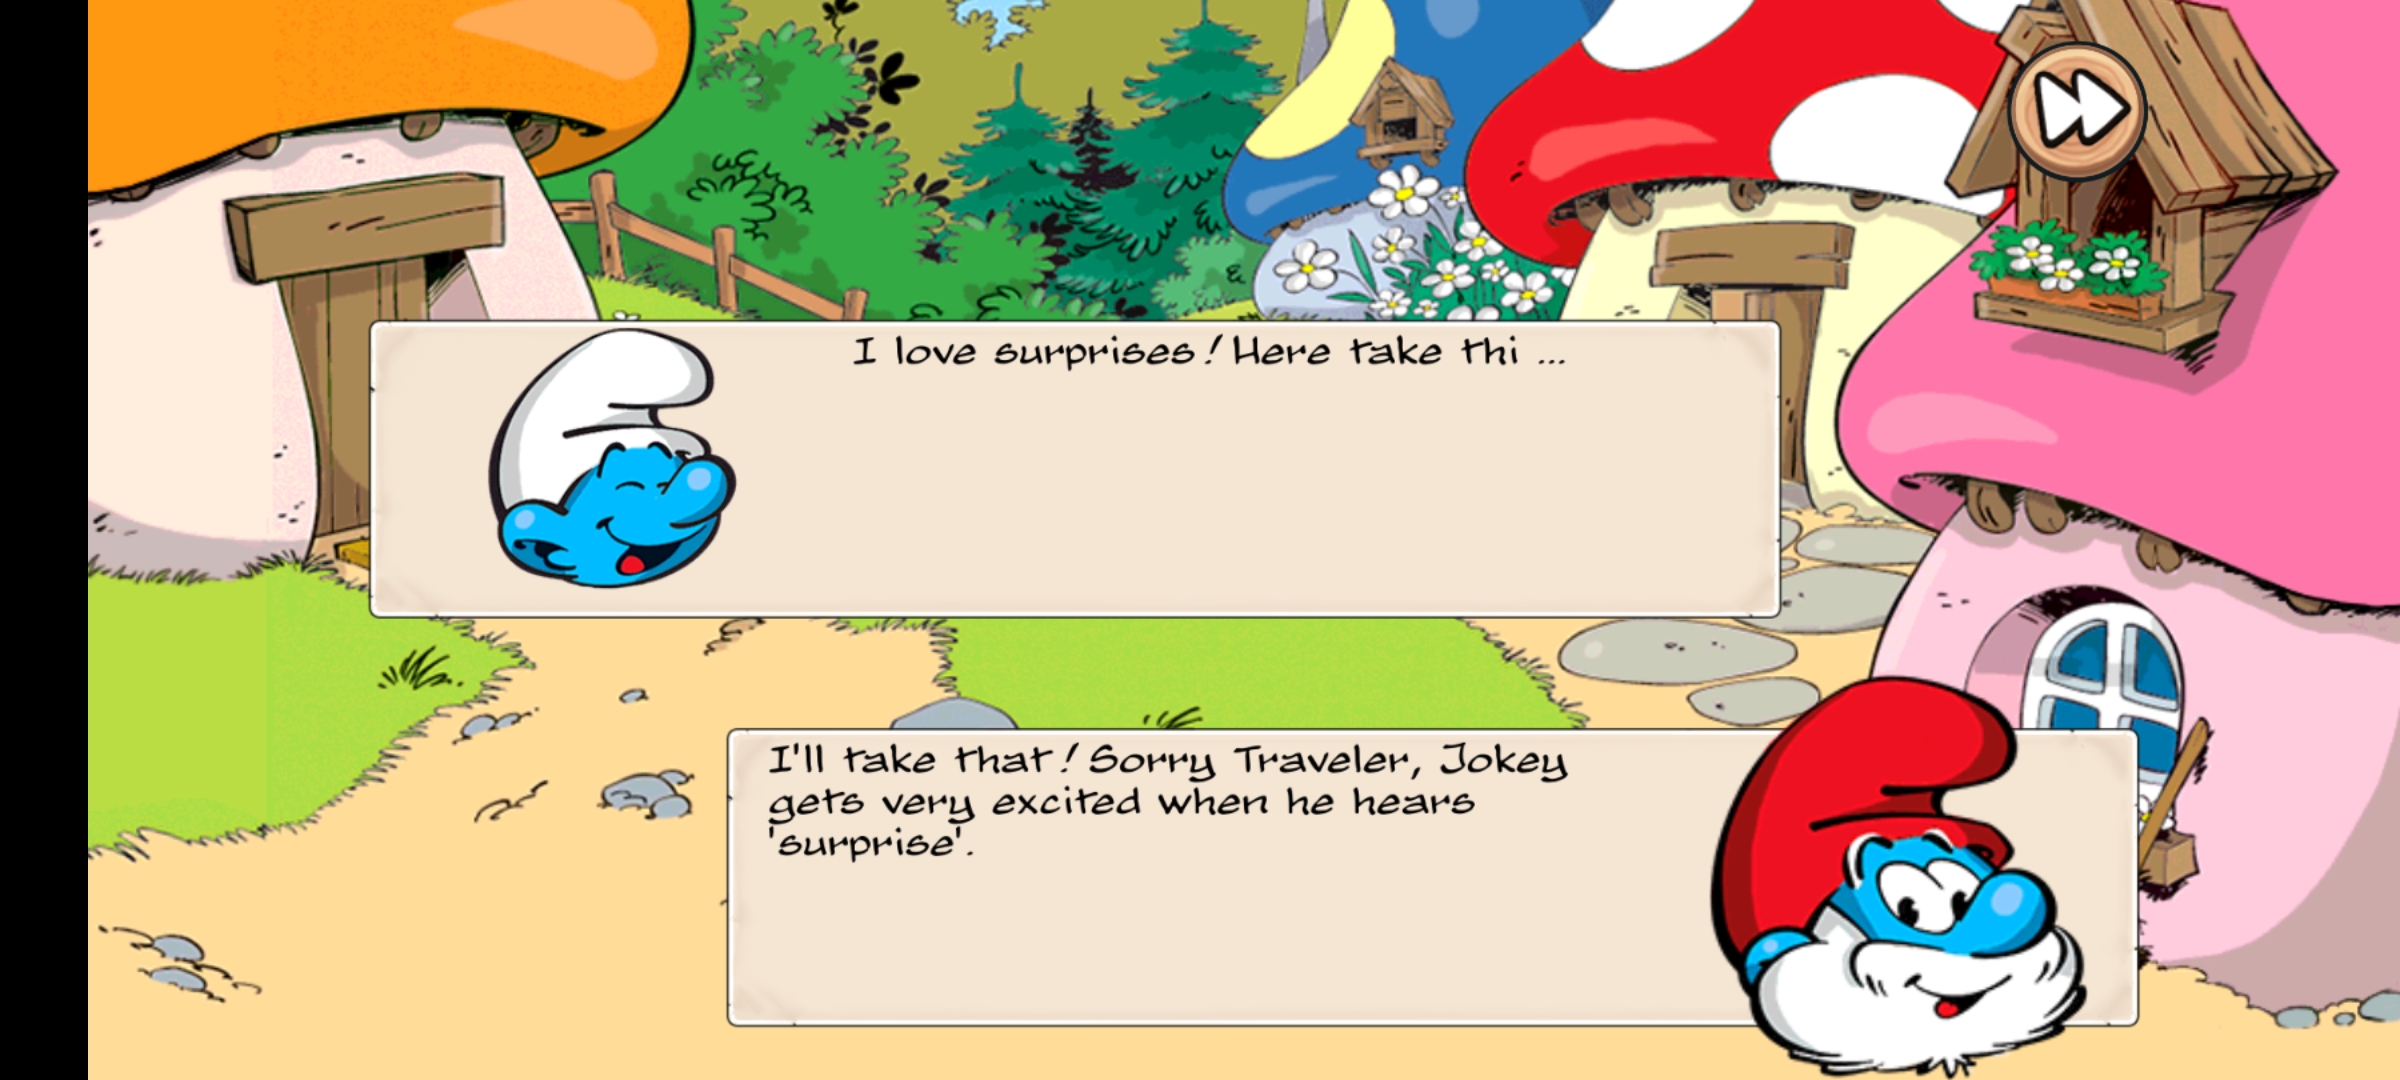 I love surprises! Here take thi ...
I'll take that! Sorry Traveler, Jokey
gets very excited when he hears
'surprise'.